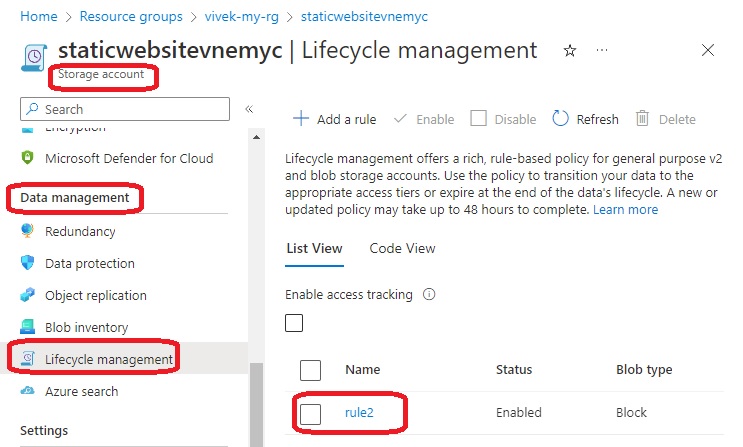 Home > Resource groups > vivek-my-rg > staticwebsitevnemyc
staticwebsitevnemyc | Lifecycle management
Storage account
Search
Encryption
Microsoft Defender for Cloud
Data management
Redundancy
Data protection
Object replication
Blob inventory
Lifecycle management
Azure search
Settings
Add a rule Enable Disable Refresh Delete
Lifecycle management offers a rich, rule-based policy for general purpose v2
and blob storage accounts. Use the policy to transition your data to the
appropriate access tiers or expire at the end of the data's lifecycle. A new or
updated policy may take up to 48 hours to complete. Learn more
List View Code View
Enable access tracking
Name Status Blob type
rule2 Enabled Block